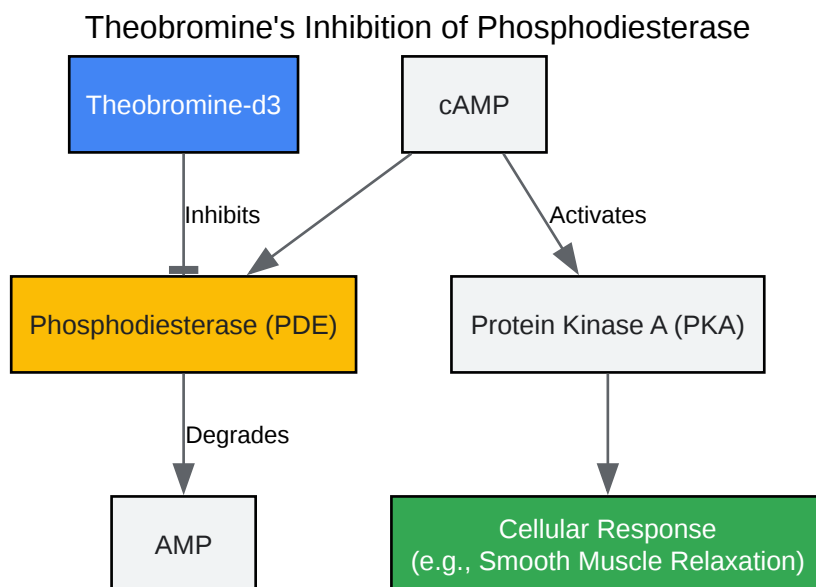 Theobromine's Inhibition of Phosphodiesterase
Theobromine-d3
cAMP
Inhibits
Activates
Phosphodiesterase (PDE)
Protein Kinase A (PKA)
Degrades
AMP
Cellular Response
(e.g., Smooth Muscle Relaxation)